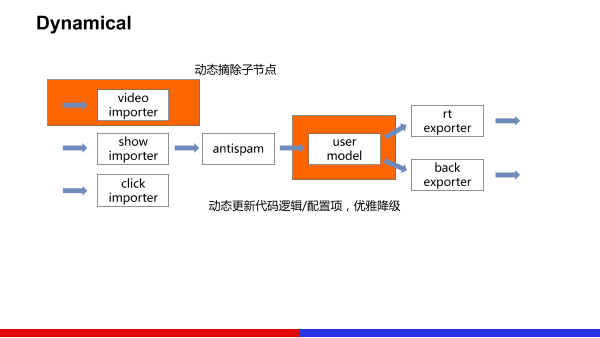 Dynamical
动态摘除子节点
video
importer
show
importer
click
importer
antispam
user
model
rt
exporter
back
exporter
动态更新代码逻辑/配置项，优雅降级